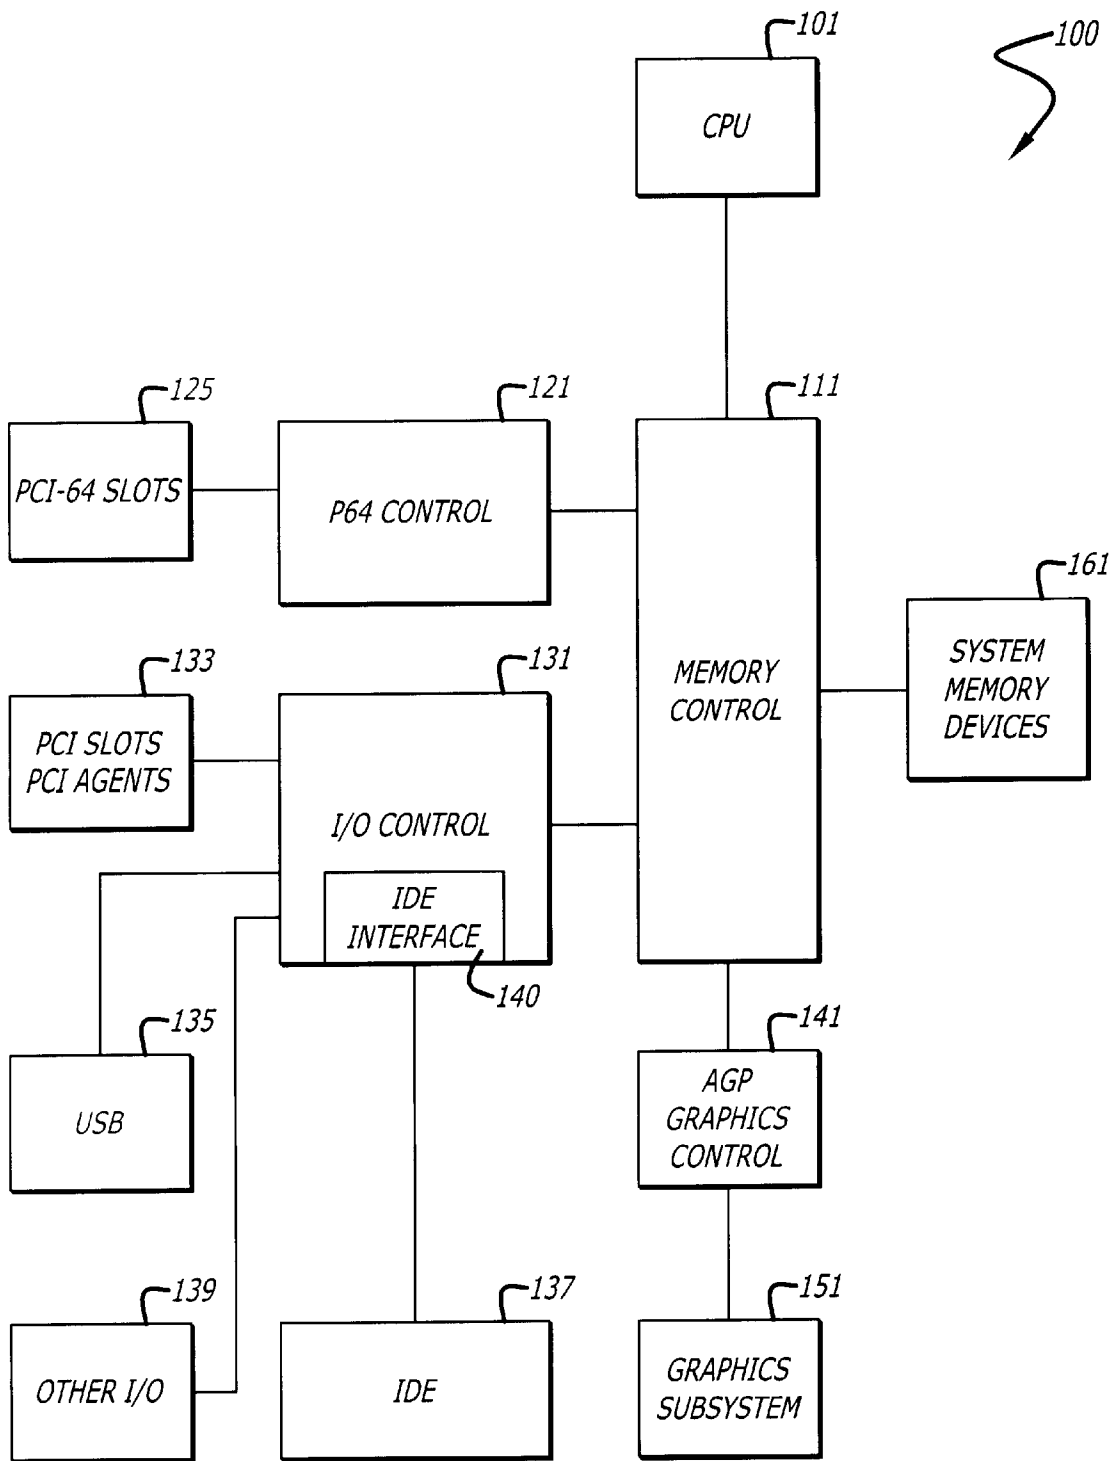 101
100
CPU
125
121
111
PCI-64 SLOTS
P64 CONTROL
161
133
131
SYSTEM
MEMORY
DEVICES
MEMORY
CONTROL
PCI SLOTS
PCI AGENTS
I/O CONTROL
IDE
INTERFACE
140
135
141
USB
AGP
GRAPHICS
CONTROL
139
137
151
OTHER I/O
IDE
GRAPHICS
SUBSYSTEM